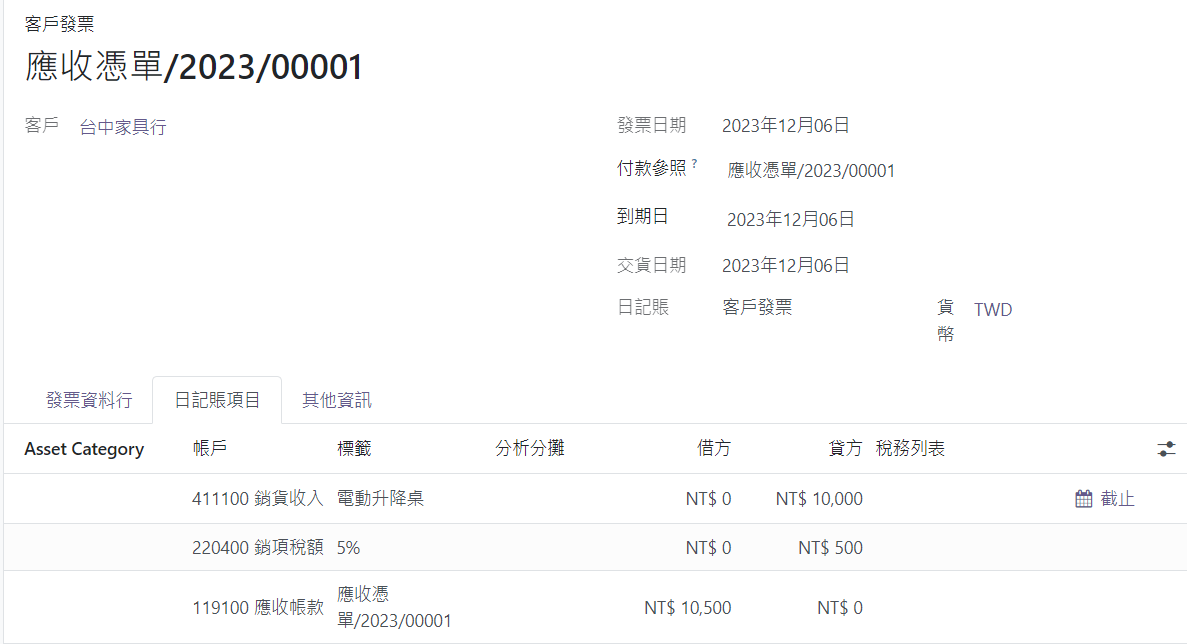 客戶發票
應收憑單/2023/00001
客戶 台中家具行
發票日期 2023年12月06日
付款參照 ? 應收憑單/2023/00001
到期日 2023年12月06日
交貨日期 2023年12月06日
日記賬 客戶發票 貨幣 TWD
發票資料行 日記賬項目 其他資訊
Asset Category 帳戶 標籤 分析分攤 借方 貸方 稅務列表
411100 銷貨收入 電動升降桌 NT$ 0 NT$ 10,000 截止
220400 銷項稅額 5% NT$ 0 NT$ 500
119100 應收帳款 應收憑單/2023/00001 NT$ 10,500 NT$ 0